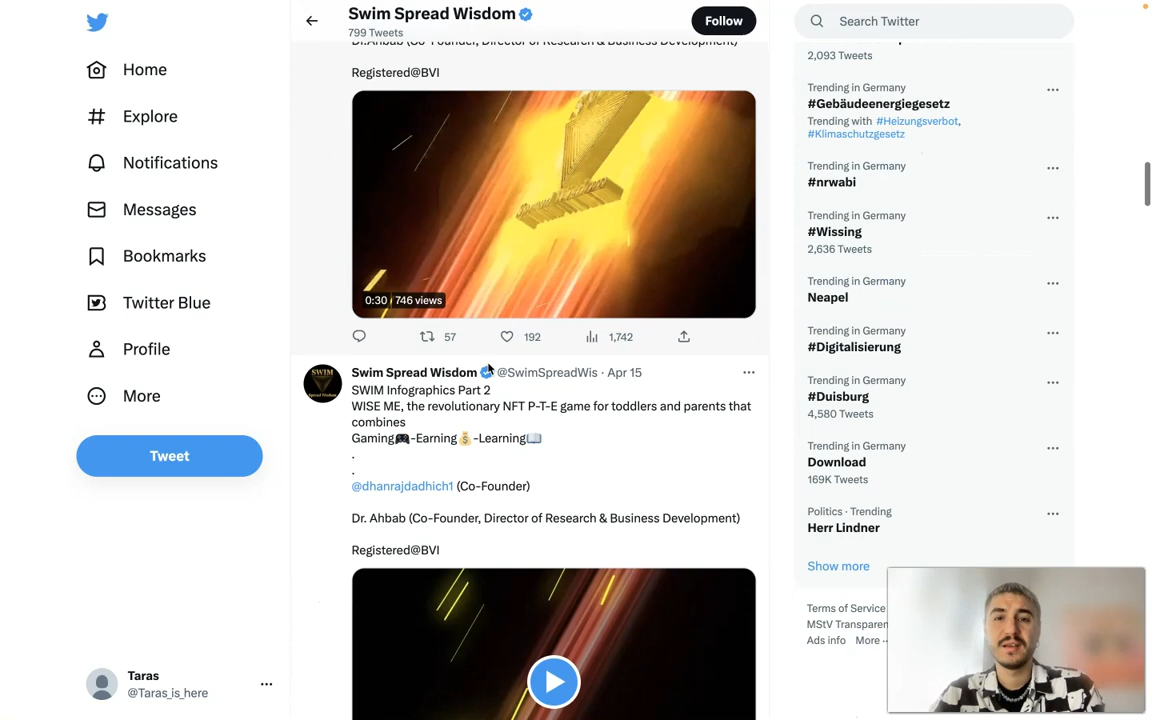 Home
Explore
Notifications
Messages
Bookmarks
Twitter Blue
Profile
More
Tweet
Taras
@Taras_is_here
Swim Spread Wisdom
799 Tweets
Follow
Dr.Ahbab (Co-Founder, Director of Research & Business Development)
Registered@BVI
0:30 / 746 views
57
192
1,742
Swim Spread Wisdom @SwimSpreadWis · Apr 15
SWIM Infographics Part 2
WISE ME, the revolutionary NFT P-T-E game for toddlers and parents that
combines
Gaming🎮-Earning💰-Learning📖
.
.
@dhanrajdadhich1 (Co-Founder)
Dr. Ahbab (Co-Founder, Director of Research & Business Development)
Registered@BVI
SWIM
Spread Wisdom
Search Twitter
2,093 Tweets
Trending in Germany
#Gebäudeenergiegesetz
Trending with #Heizungsverbot,
#Klimaschutzgesetz
Trending in Germany
#nrwabi
Trending in Germany
#Wissing
2,636 Tweets
Trending in Germany
Neapel
Trending in Germany
#Digitalisierung
Trending in Germany
#Duisburg
4,580 Tweets
Trending in Germany
Download
169K Tweets
Politics · Trending
Herr Lindner
Show more
Terms of Service
MStV Transparen
Ads info More